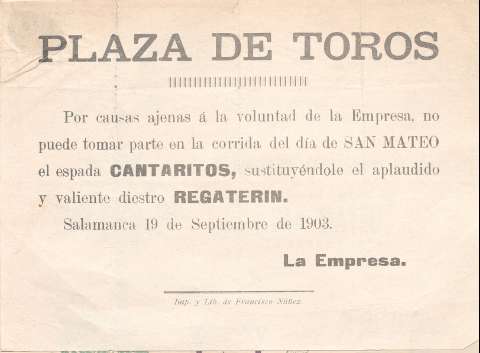 PLAZA DE TOROS
Por causas ajenas á la voluntad de la Empresa, no
puede tomar parte en la corrida del día de SAN MATEO
el espada CANTARITOS, sustituyéndole el aplaudido
y valiente diestro REGATERIN.
Salamanca 19 de Septiembre de 1903.
La Empresa.
Imp. y Lib. de Francisco Núñez